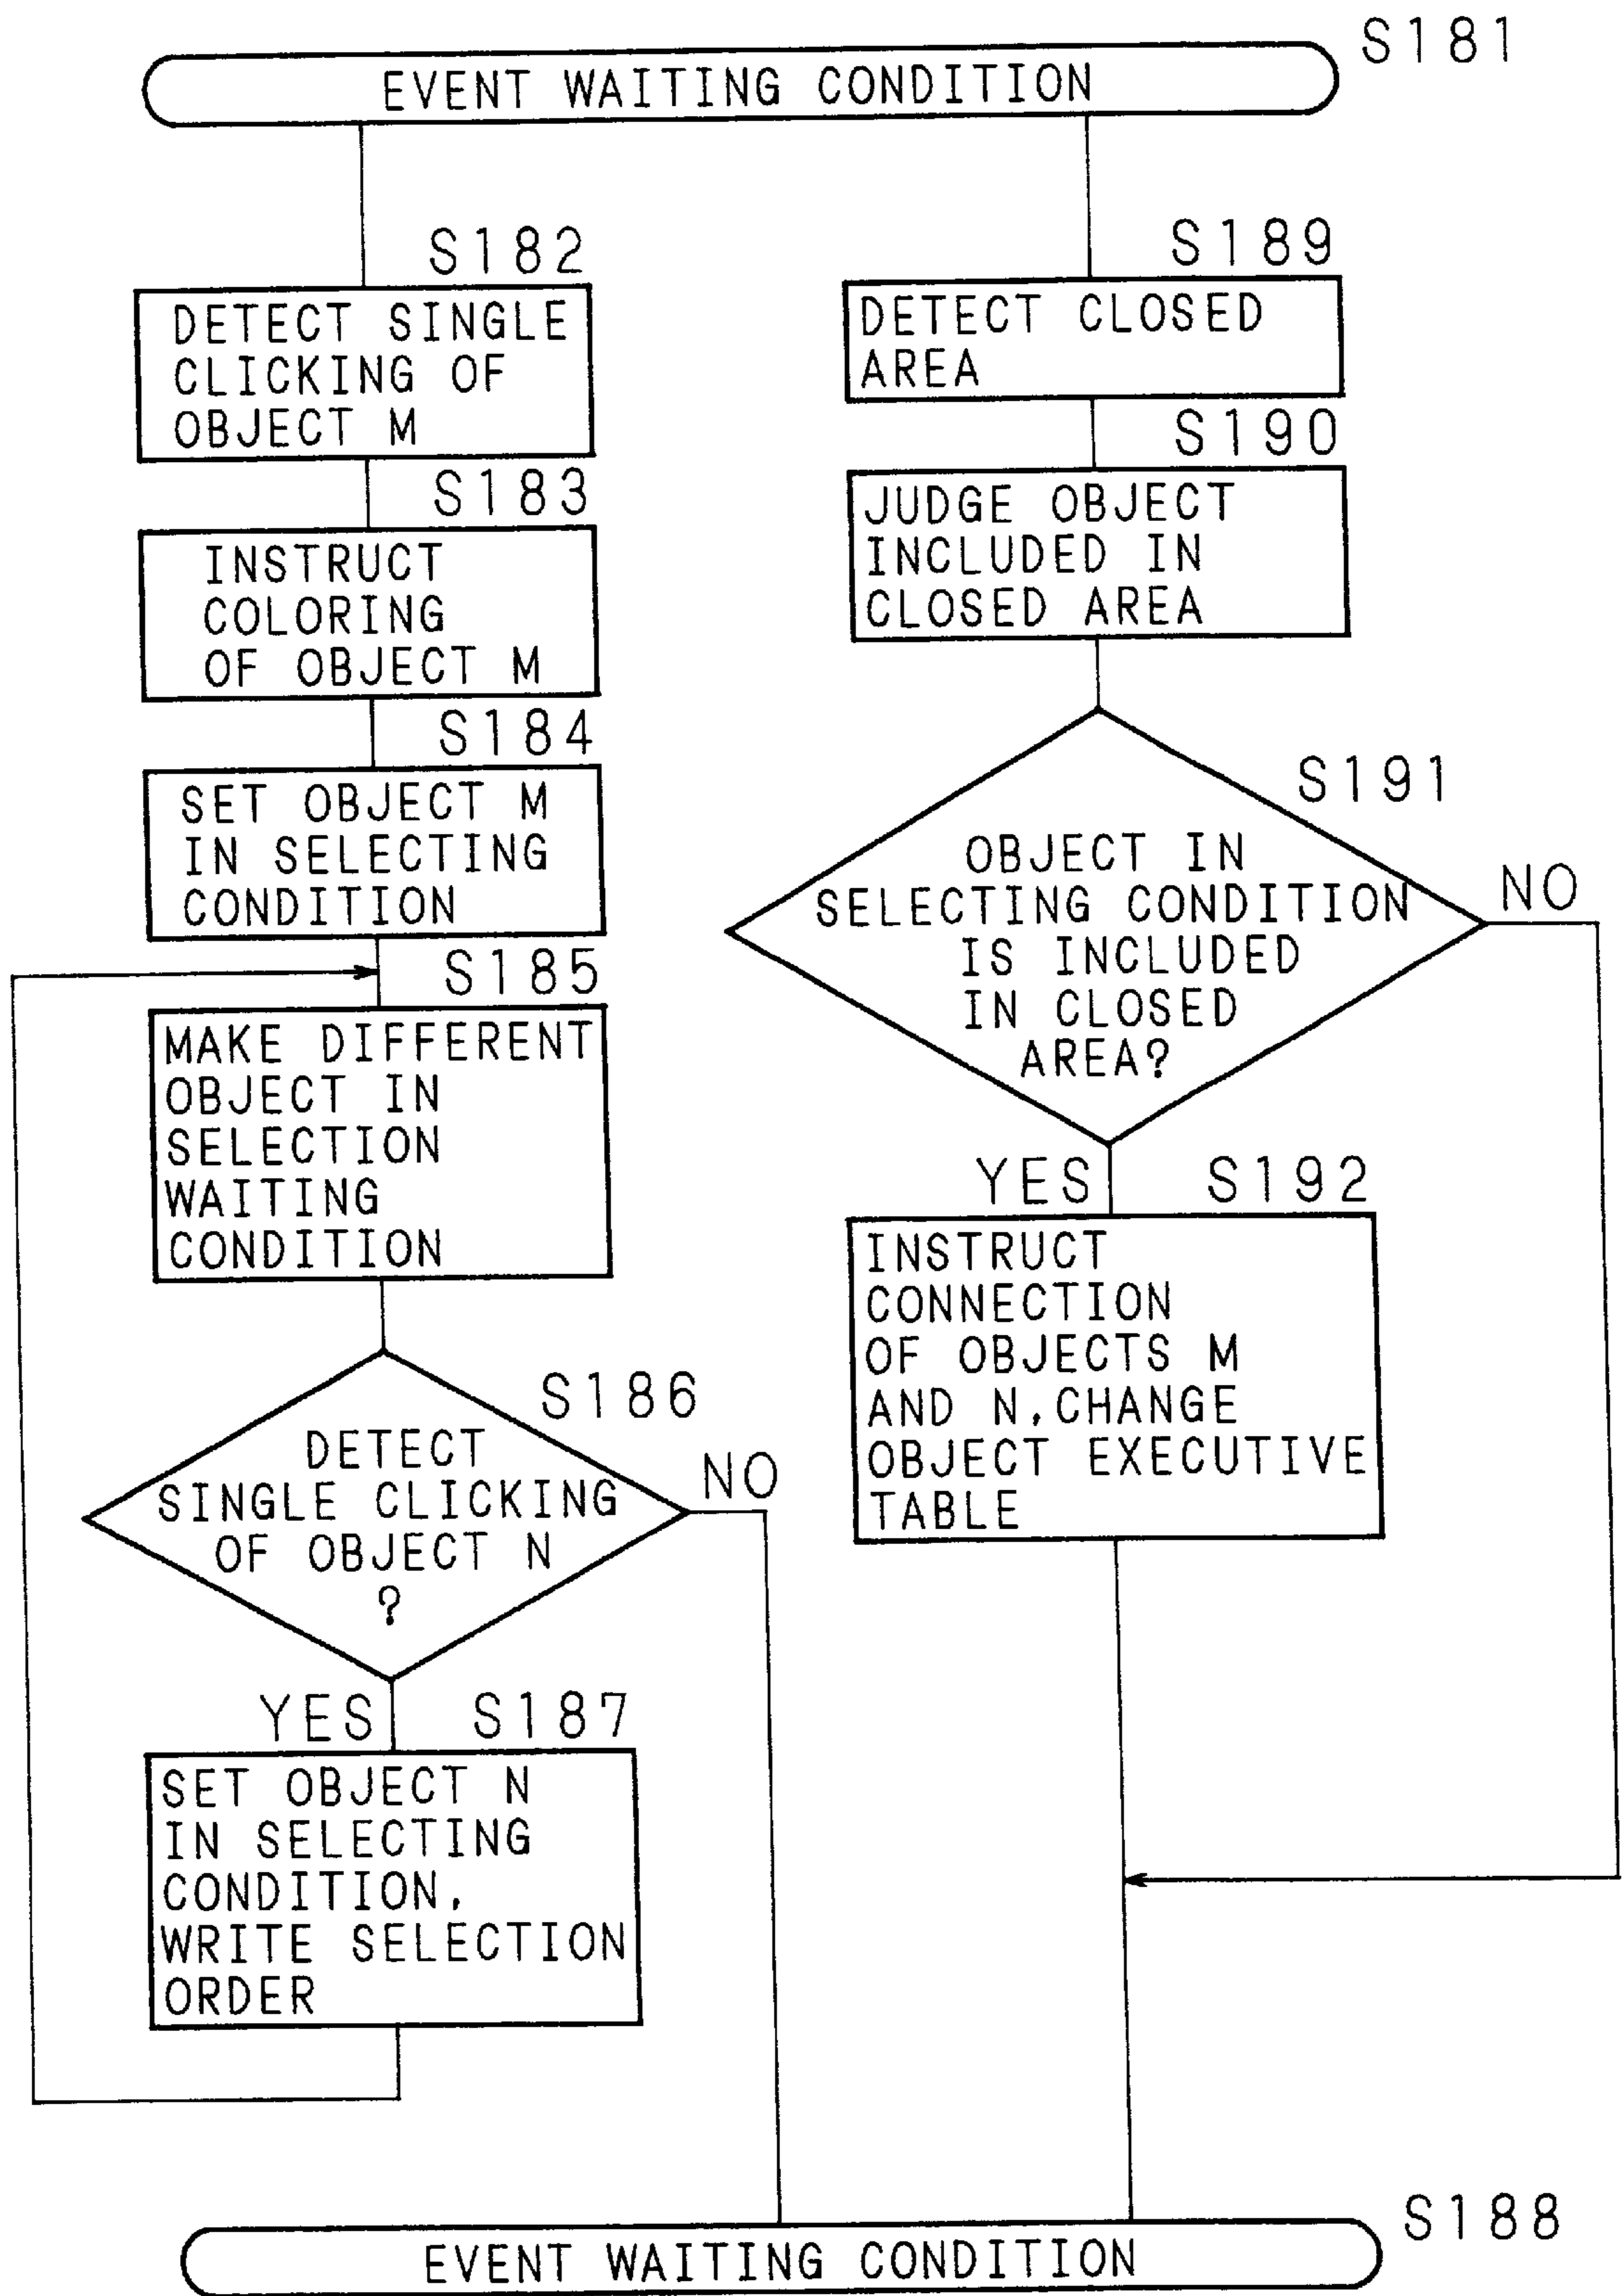 S181
EVENT WAITING CONDITION
S182
DETECT SINGLE
CLICKING OF
OBJECT M
S183
INSTRUCT
COLORING
OF OBJECT M
S184
SET OBJECT M
IN SELECTING
CONDITION
S185
MAKE DIFFERENT
OBJECT IN
SELECTION
WAITING
CONDITION
S186
DETECT
SINGLE CLICKING
OF OBJECT N
?
NO
YES
S187
SET OBJECT N
IN SELECTING
CONDITION,
WRITE SELECTION
ORDER
S189
DETECT CLOSED
AREA
S190
JUDGE OBJECT
INCLUDED IN
CLOSED AREA
S191
OBJECT IN
SELECTING CONDITION
IS INCLUDED
IN CLOSED
AREA?
NO
YES
S192
INSTRUCT
CONNECTION
OF OBJECTS M
AND N, CHANGE
OBJECT EXECUTIVE
TABLE
S188
EVENT WAITING CONDITION